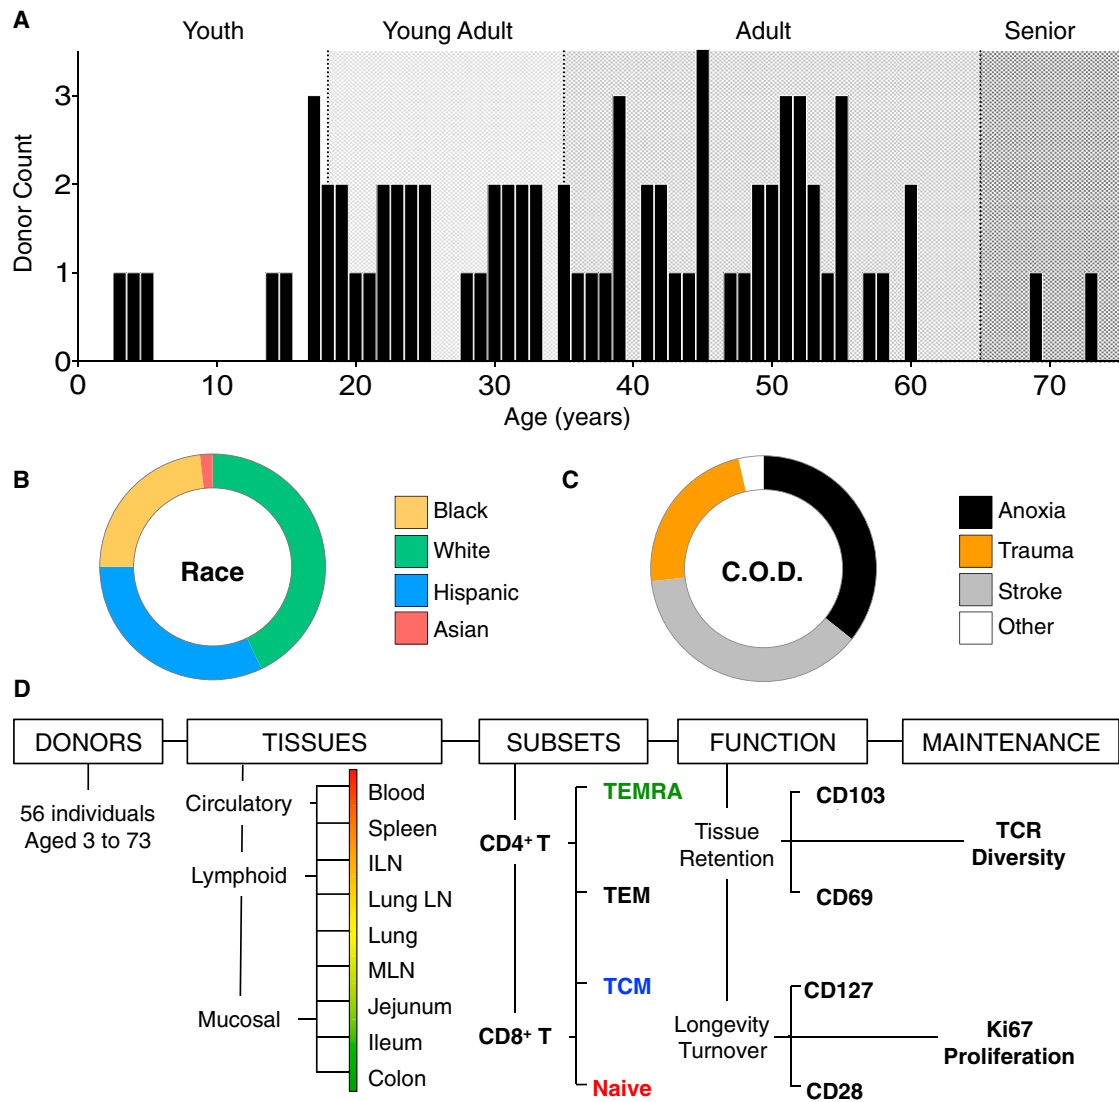 A
Youth Young Adult Adult Senior
Donor Count
3
2
1
0
0 10 20 30 40 50 60 70
Age (years)
B
Race
Black
White
Hispanic
Asian
C
C.O.D.
Anoxia
Trauma
Stroke
Other
D
DONORS TISSUES SUBSETS FUNCTION MAINTENANCE
56 individuals
Aged 3 to 73
Circulatory
Lymphoid
Mucosal
Blood
Spleen
ILN
Lung LN
Lung
MLN
Jejunum
Ileum
Colon
CD4⁺ T
CD8⁺ T
TEMRA
TEM
TCM
Naive
Tissue
Retention
Longevity
Turnover
CD103
CD69
CD127
CD28
TCR
Diversity
Ki67
Proliferation